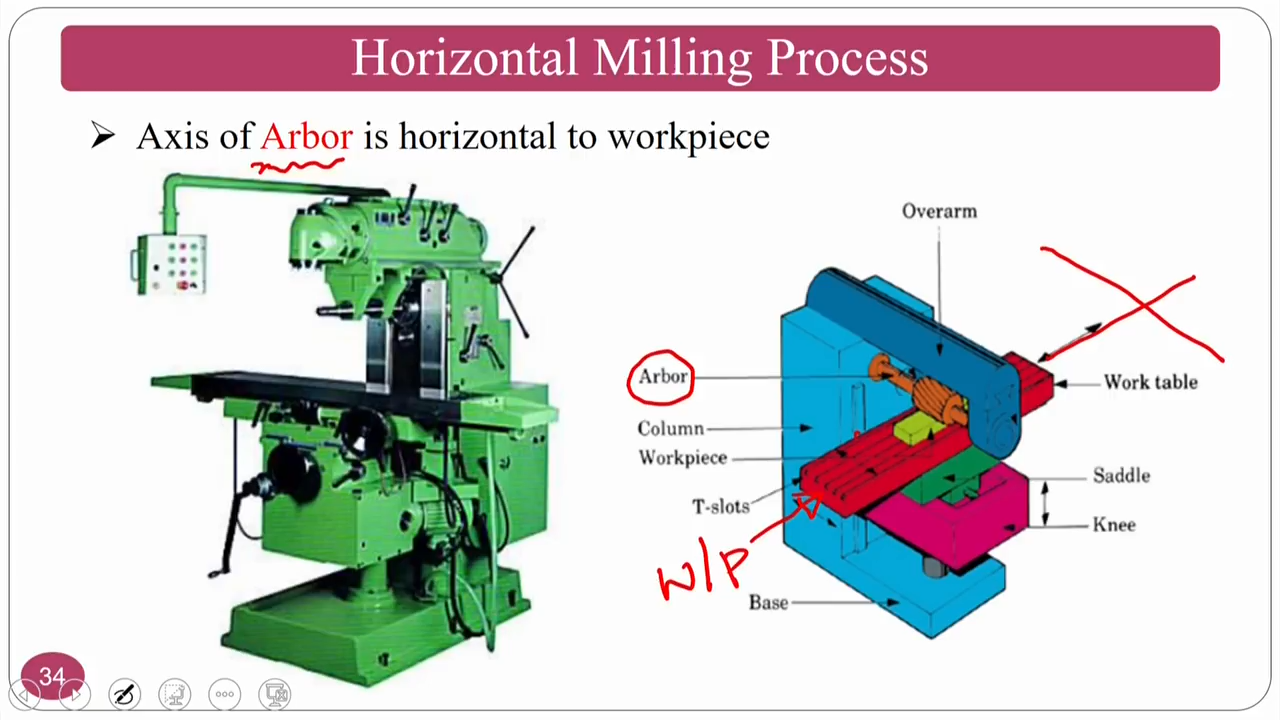 Horizontal Milling Process
➢ Axis of Arbor is horizontal to workpiece
Overarm
Arbor
Work table
Column
Workpiece
Saddle
T-slots
Knee
W/P
Base
34